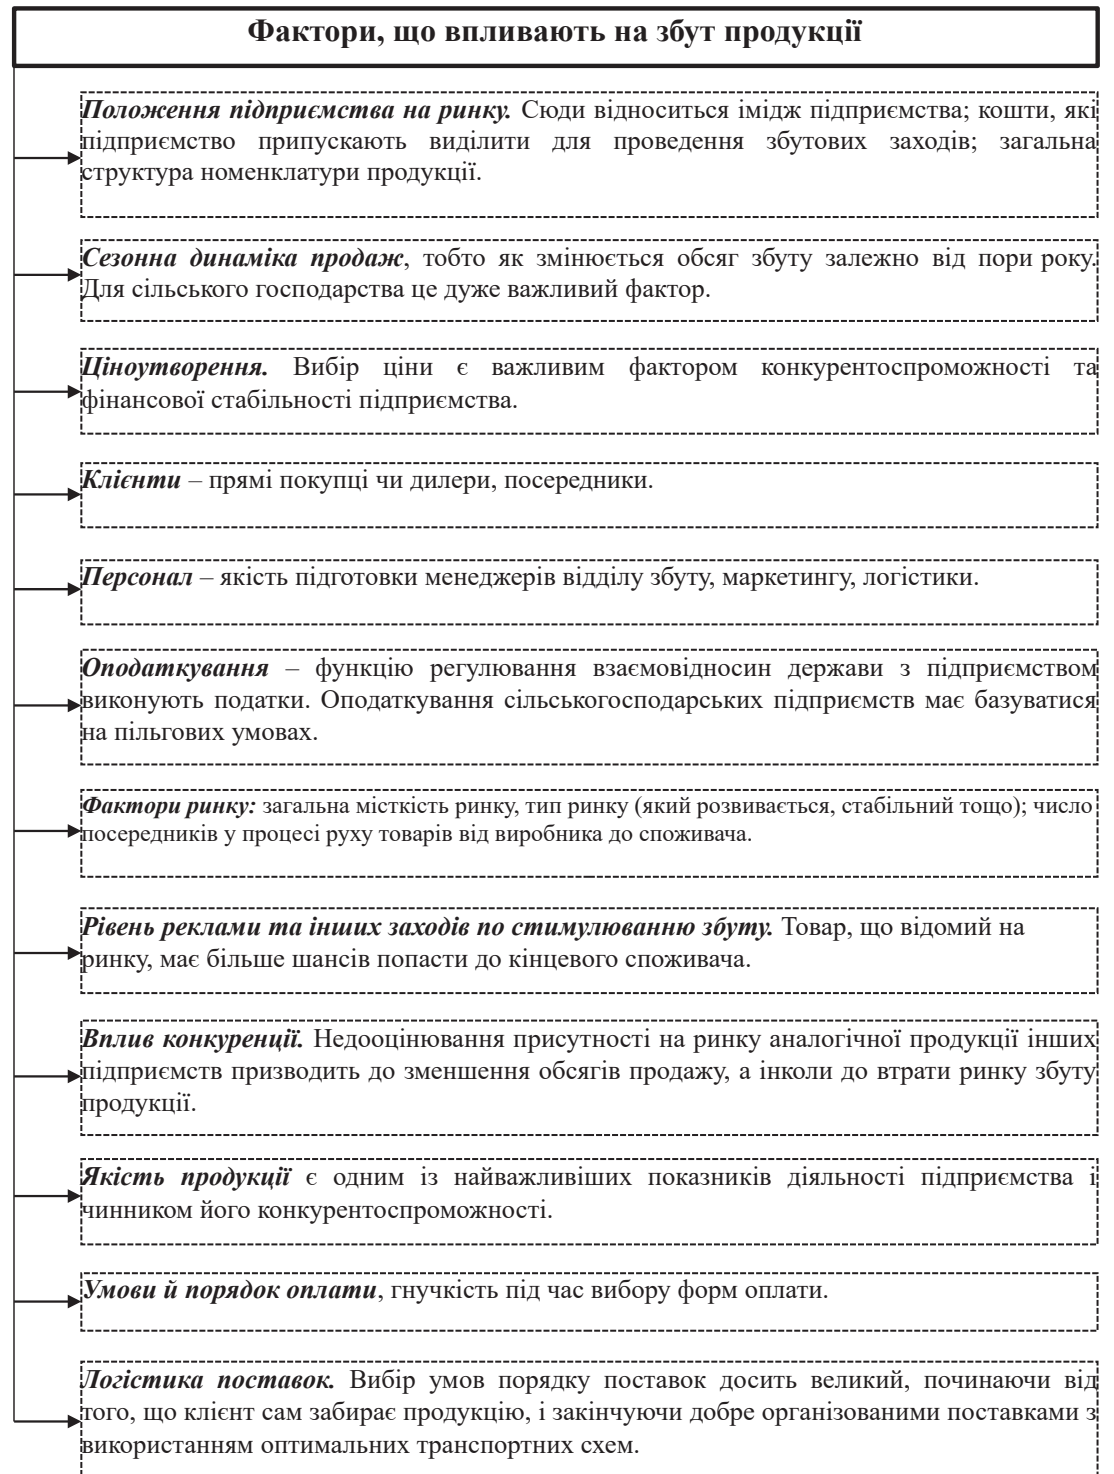 Фактори, що впливають на збут продукції
Положення підприємства на ринку. Сюди відноситься імідж підприємства; кошти, які
підприємство припускають виділити для проведення збутових заходів; загальна
структура номенклатури продукції.
Сезонна динаміка продаж, тобто як змінюється обсяг збуту залежно від пори року.
Для сільського господарства це дуже важливий фактор.
Ціноутворення. Вибір ціни є важливим фактором конкурентоспроможності та
фінансової стабільності підприємства.
Клієнти – прямі покупці чи дилери, посередники.
Персонал – якість підготовки менеджерів відділу збуту, маркетингу, логістики.
Оподаткування – функцію регулювання взаємовідносин держави з підприємством
виконують податки. Оподаткування сільськогосподарських підприємств має базуватися
на пільгових умовах.
Фактори ринку: загальна місткість ринку, тип ринку (який розвивається, стабільний тощо); число
посередників у процесі руху товарів від виробника до споживача.
Рівень реклами та інших заходів по стимулюванню збуту. Товар, що відомий на
ринку, має більше шансів попасти до кінцевого споживача.
Вплив конкуренції. Недооцінювання присутності на ринку аналогічної продукції інших
підприємств призводить до зменшення обсягів продажу, а інколи до втрати ринку збуту
продукції.
Якість продукції є одним із найважливіших показників діяльності підприємства і
чинником його конкурентоспроможності.
Умови й порядок оплати, гнучкість під час вибору форм оплати.
Логістика поставок. Вибір умов порядку поставок досить великий, починаючи від
того, що клієнт сам забирає продукцію, і закінчуючи добре організованими поставками з
використанням оптимальних транспортних схем.